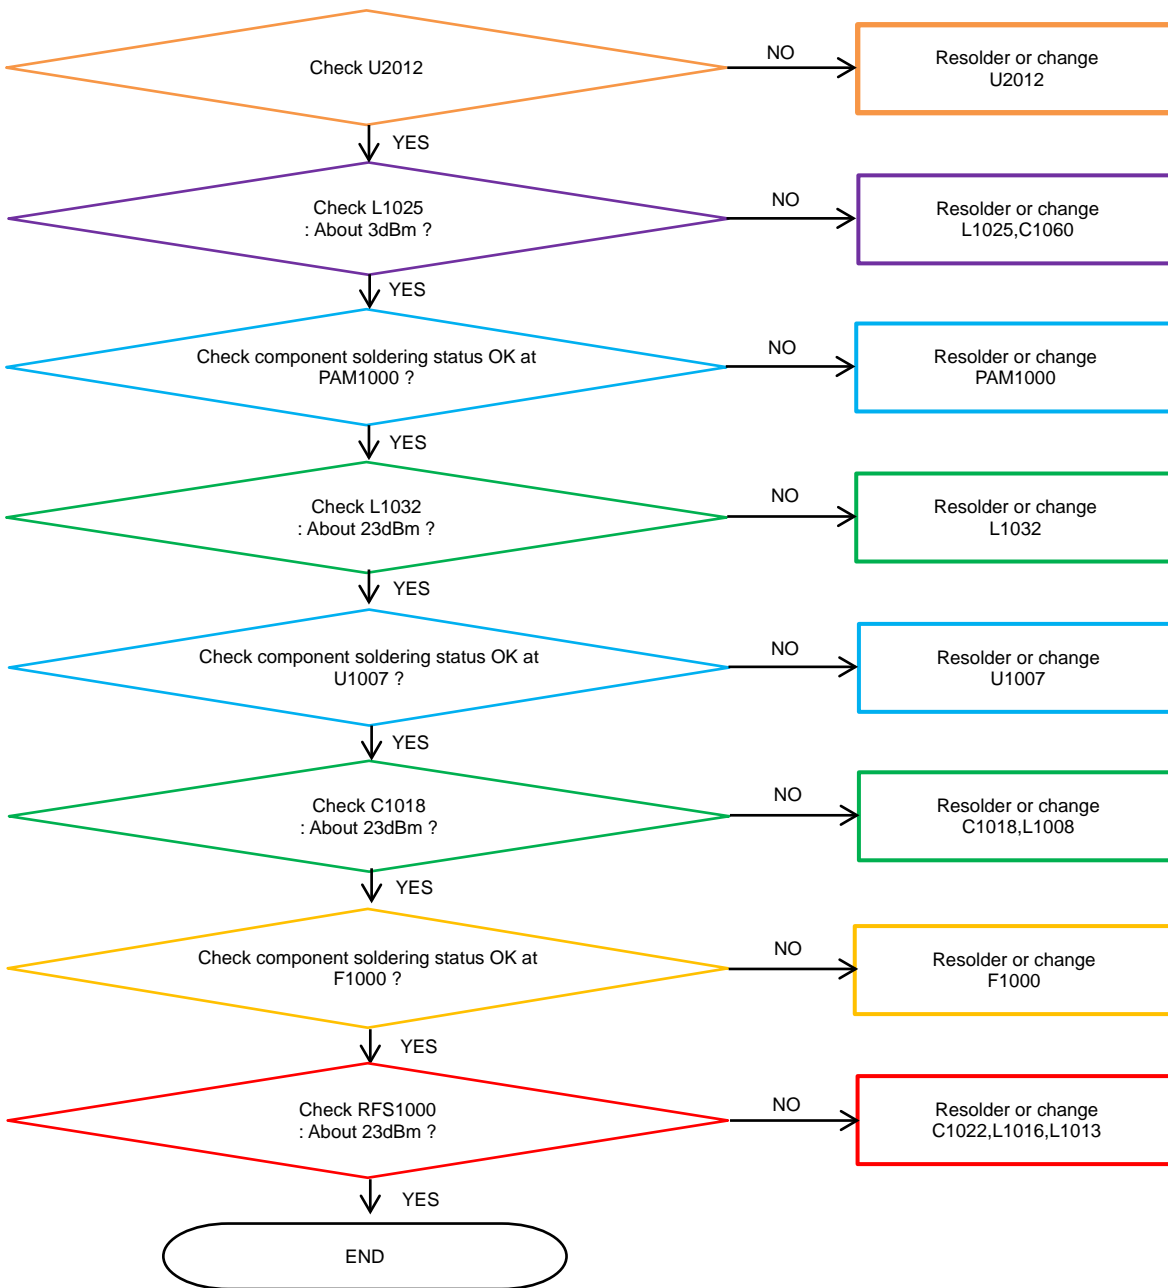 Check U2012
NO
Resolder or change
U2012
YES
Check L1025
: About 3dBm ?
NO
Resolder or change
L1025,C1060
YES
Check component soldering status OK at
PAM1000 ?
NO
Resolder or change
PAM1000
YES
Check L1032
: About 23dBm ?
NO
Resolder or change
L1032
YES
Check component soldering status OK at
U1007 ?
NO
Resolder or change
U1007
YES
Check C1018
: About 23dBm ?
NO
Resolder or change
C1018,L1008
YES
Check component soldering status OK at
F1000 ?
NO
Resolder or change
F1000
YES
Check RFS1000
: About 23dBm ?
NO
Resolder or change
C1022,L1016,L1013
YES
END